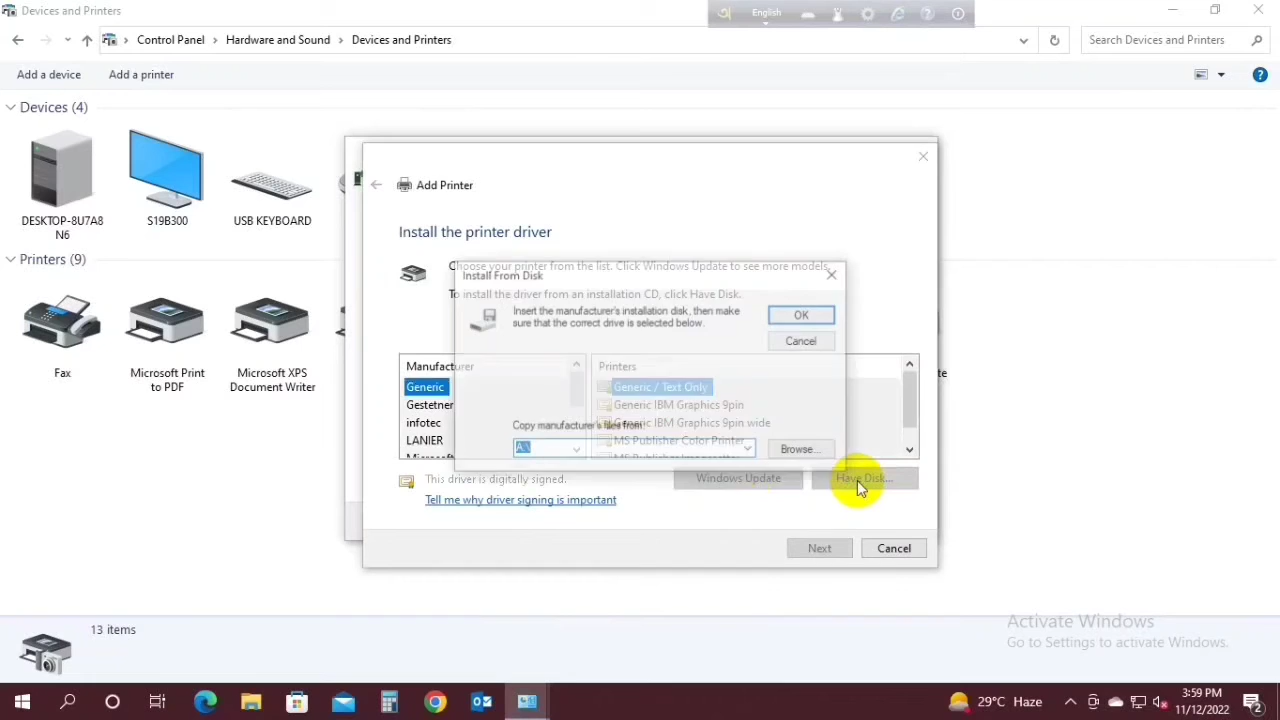 Devices and Printers
English
Control Panel > Hardware and Sound > Devices and Printers
Search Devices and Printers
Add a device
Add a printer
Devices (4)
DESKTOP-8U7A8
N6
S19B300
USB KEYBOARD
Printers (9)
Fax
Microsoft Print
to PDF
Microsoft XPS
Document Writer
te
Add Printer
Install the printer driver
Choose your printer from the list. Click Windows Update to see more models.
To install the driver from an installation CD, click Have Disk.
Install From Disk
Insert the manufacturer's installation disk, then make
sure that the correct drive is selected below.
OK
Cancel
Copy manufacturer's files from:
A:\
Browse...
Manufacturer
Generic
Gestetner
infotec
LANIER
Microsoft
Printers
Generic / Text Only
Generic IBM Graphics 9pin
Generic IBM Graphics 9pin wide
MS Publisher Color Printer
MS Publisher Imagesetter
This driver is digitally signed.
Tell me why driver signing is important
Windows Update
Have Disk...
Next
Cancel
13 items
Activate Windows
Go to Settings to activate Windows.
29°C Haze
3:59 PM
11/12/2022
2